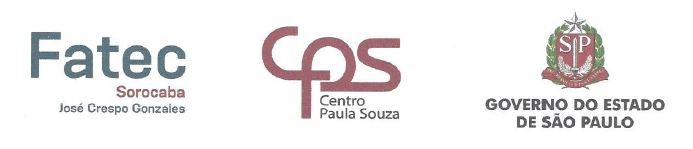 Fatec
Sorocaba
José Crespo Gonzales
cps
Centro
Paula Souza
SP
GOVERNO DO ESTADO
DE SÃO PAULO